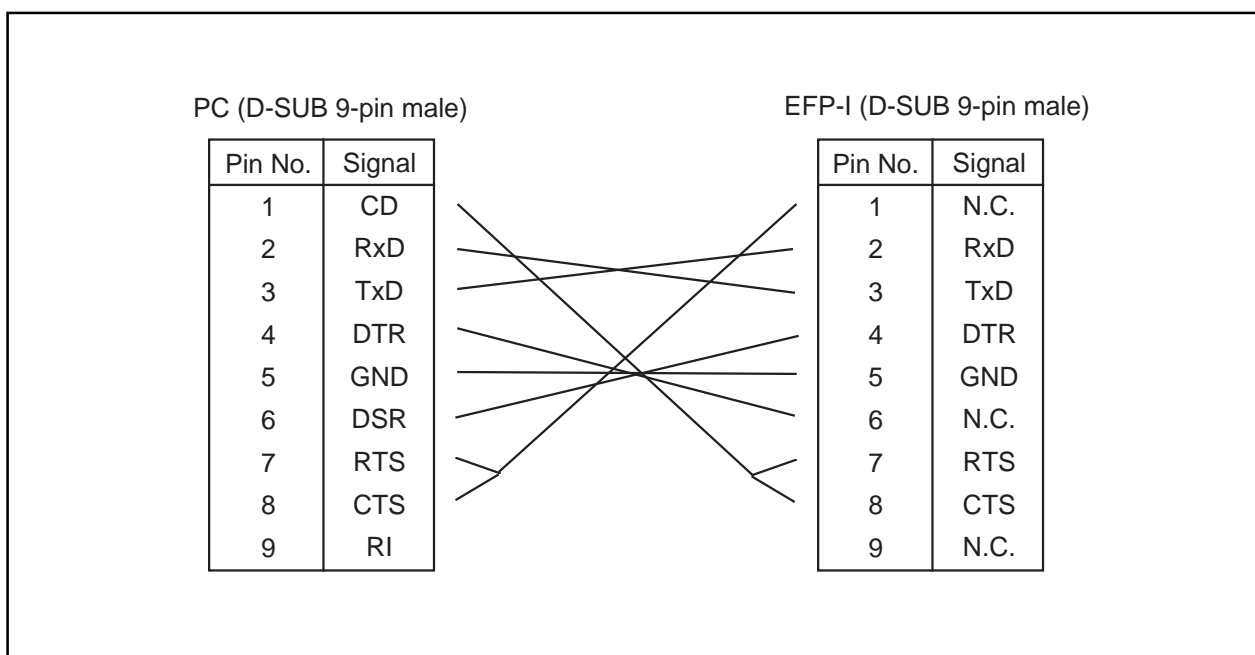 PC (D-SUB 9-pin male)
Pin No. Signal
1 CD
2 RxD
3 TxD
4 DTR
5 GND
6 DSR
7 RTS
8 CTS
9 RI
EFP-I (D-SUB 9-pin male)
Pin No. Signal
1 N.C.
2 RxD
3 TxD
4 DTR
5 GND
6 N.C.
7 RTS
8 CTS
9 N.C.